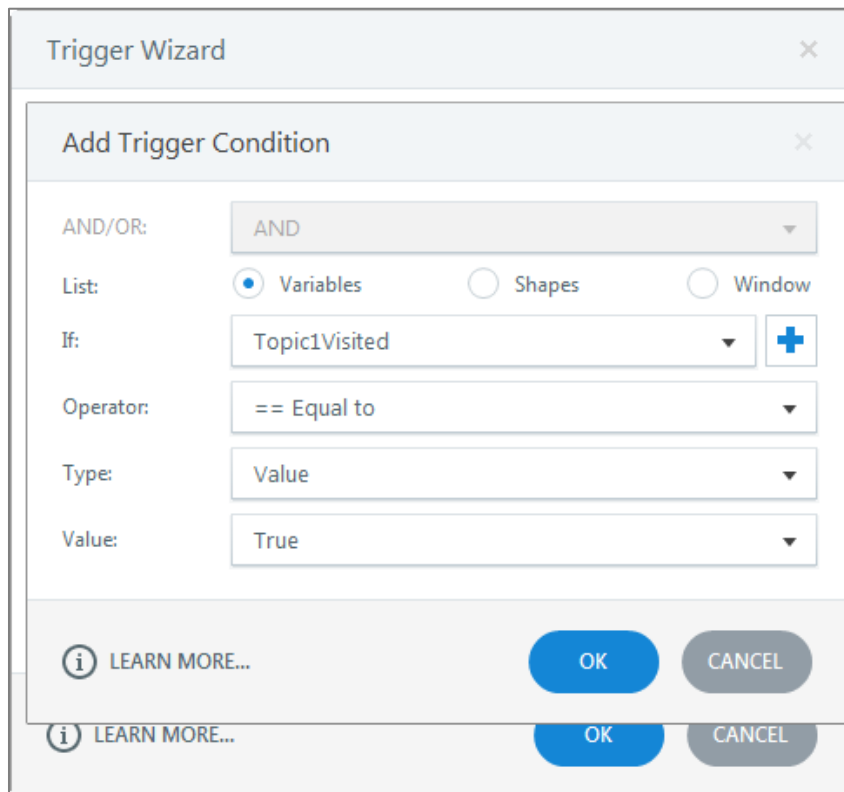 Trigger Wizard
Add Trigger Condition
AND/OR: AND
List: Variables Shapes Window
If: Topic1Visited
Operator: == Equal to
Type: Value
Value: True
LEARN MORE... OK CANCEL
LEARN MORE... OK CANCEL